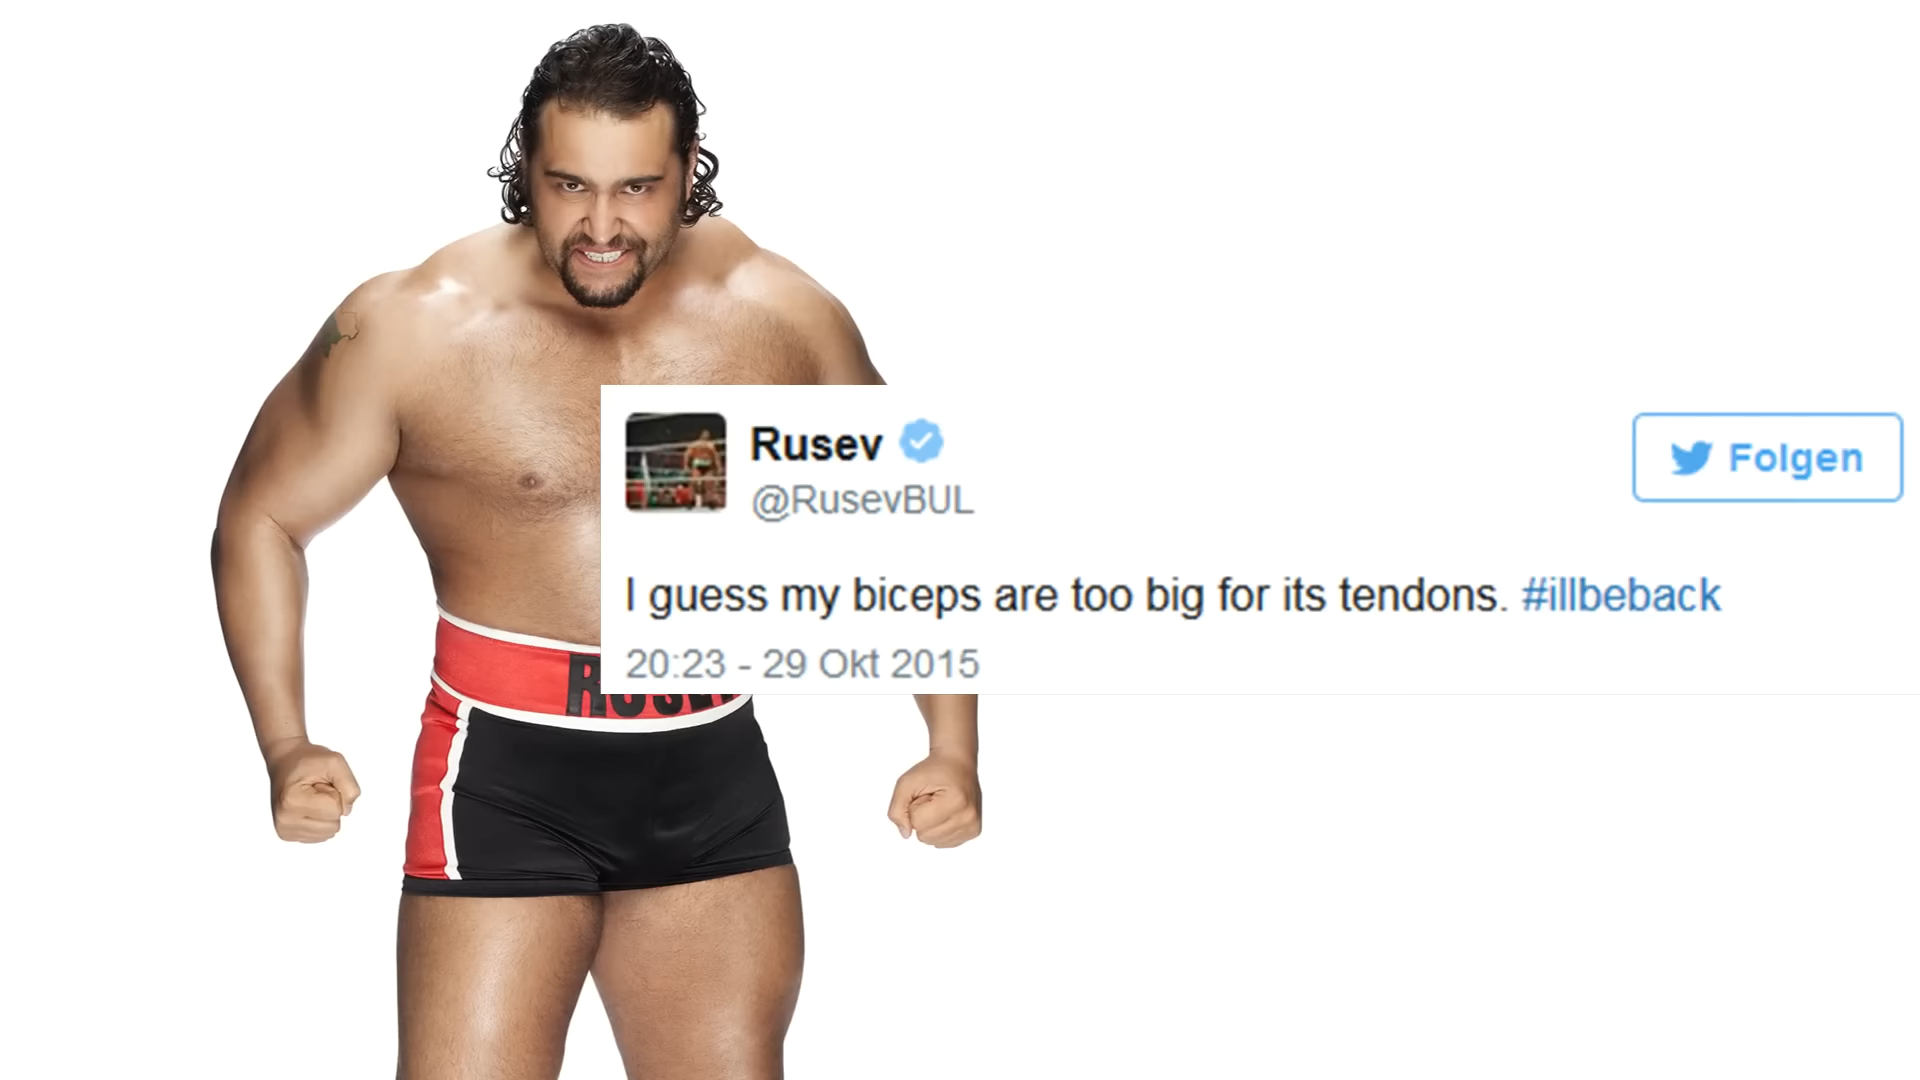 Rusev
@RusevBUL
Folgen
I guess my biceps are too big for its tendons. #illbeback
20:23 - 29 Okt 2015